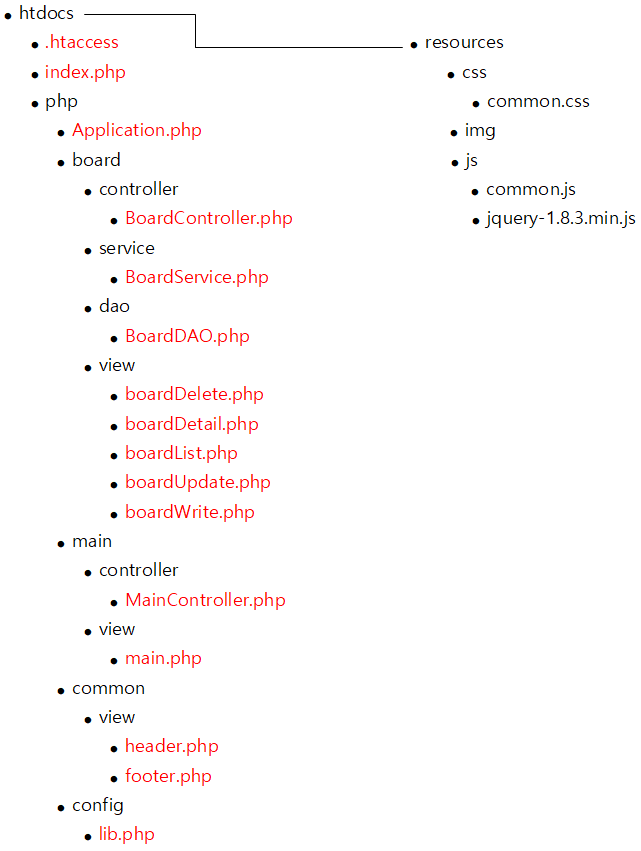 htdocs
.htaccess
index.php
php
Application.php
board
controller
BoardController.php
service
BoardService.php
dao
BoardDAO.php
view
boardDelete.php
boardDetail.php
boardList.php
boardUpdate.php
boardWrite.php
main
controller
MainController.php
view
main.php
common
view
header.php
footer.php
config
lib.php
resources
css
common.css
img
js
common.js
jquery-1.8.3.min.js